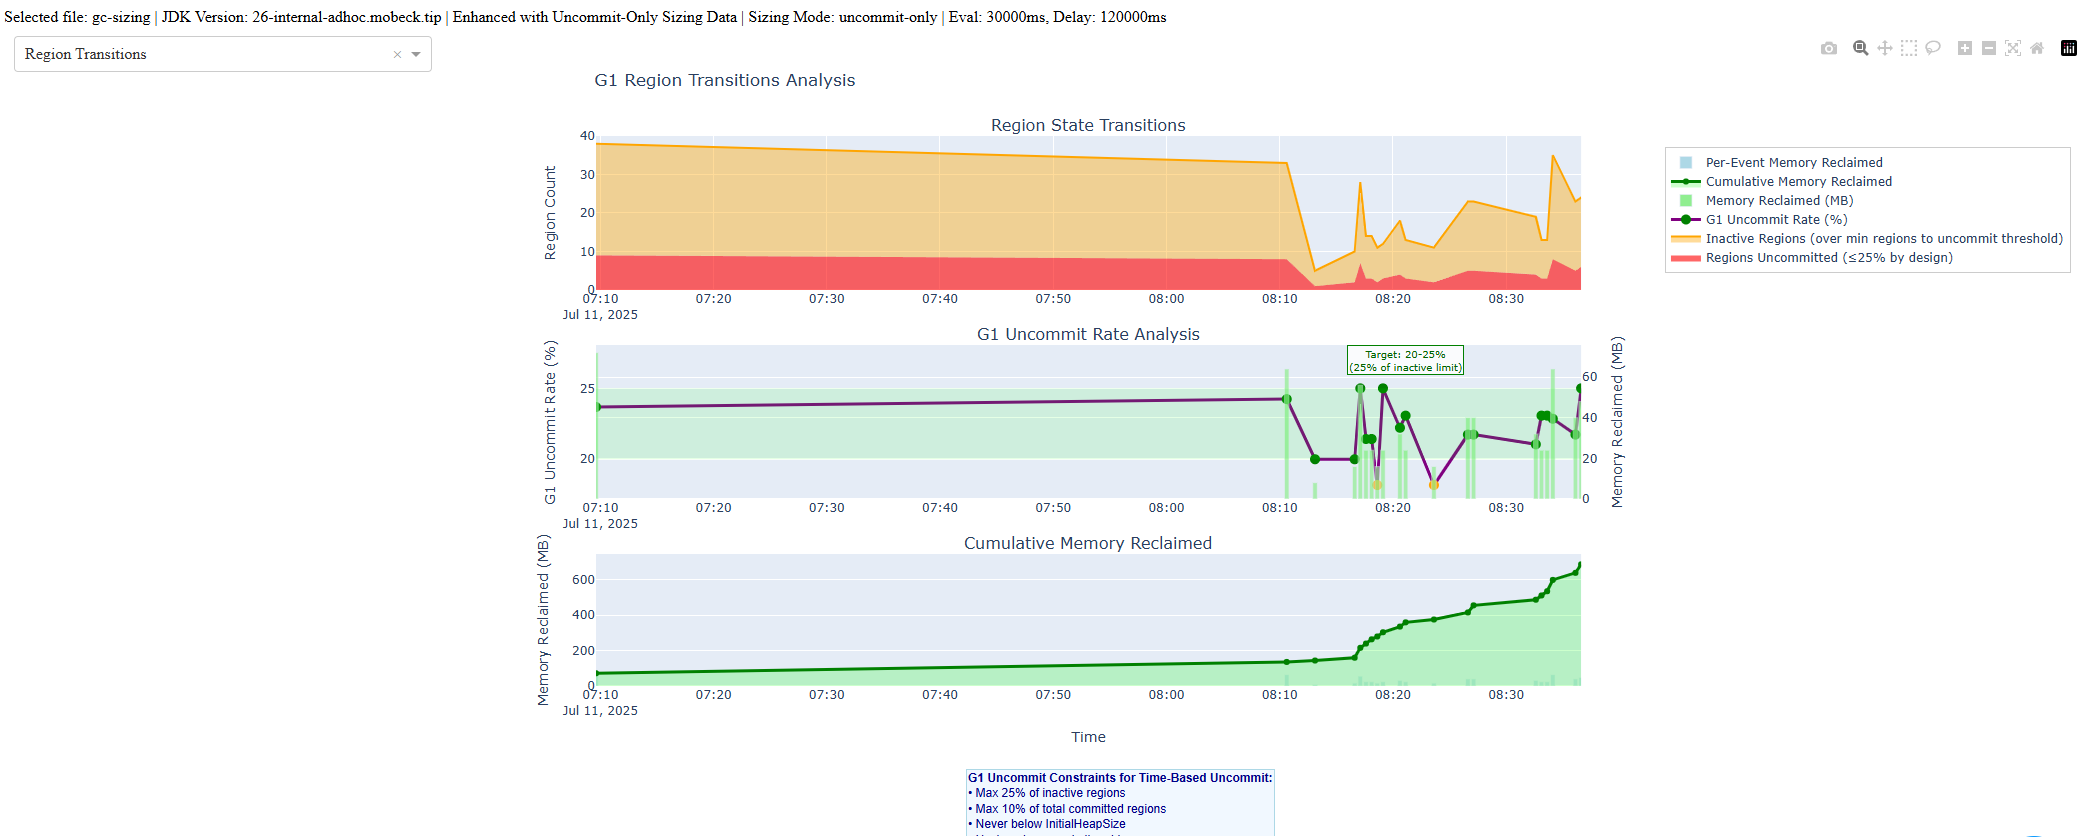 Selected file: gc-sizing | JDK Version: 26-internal-adhoc.mobeck.tip | Enhanced with Uncommit-Only Sizing Data | Sizing Mode: uncommit-only | Eval: 30000ms, Delay: 120000ms
Region Transitions
G1 Region Transitions Analysis
Region State Transitions
Region Count
40
30
20
10
0
07:10 07:20 07:30 07:40 07:50 08:00 08:10 08:20 08:30
Jul 11, 2025
Per-Event Memory Reclaimed
Cumulative Memory Reclaimed
Memory Reclaimed (MB)
G1 Uncommit Rate (%)
Inactive Regions (over min regions to uncommit threshold)
Regions Uncommitted (≤25% by design)
G1 Uncommit Rate Analysis
G1 Uncommit Rate (%)
25
20
Target: 20-25%
(25% of inactive limit)
60
40
20
0
Memory Reclaimed (MB)
07:10 07:20 07:30 07:40 07:50 08:00 08:10 08:20 08:30
Jul 11, 2025
Cumulative Memory Reclaimed
Memory Reclaimed (MB)
600
400
200
0
07:10 07:20 07:30 07:40 07:50 08:00 08:10 08:20 08:30
Jul 11, 2025
Time
G1 Uncommit Constraints for Time-Based Uncommit:
• Max 25% of inactive regions
• Max 10% of total committed regions
• Never below InitialHeapSize